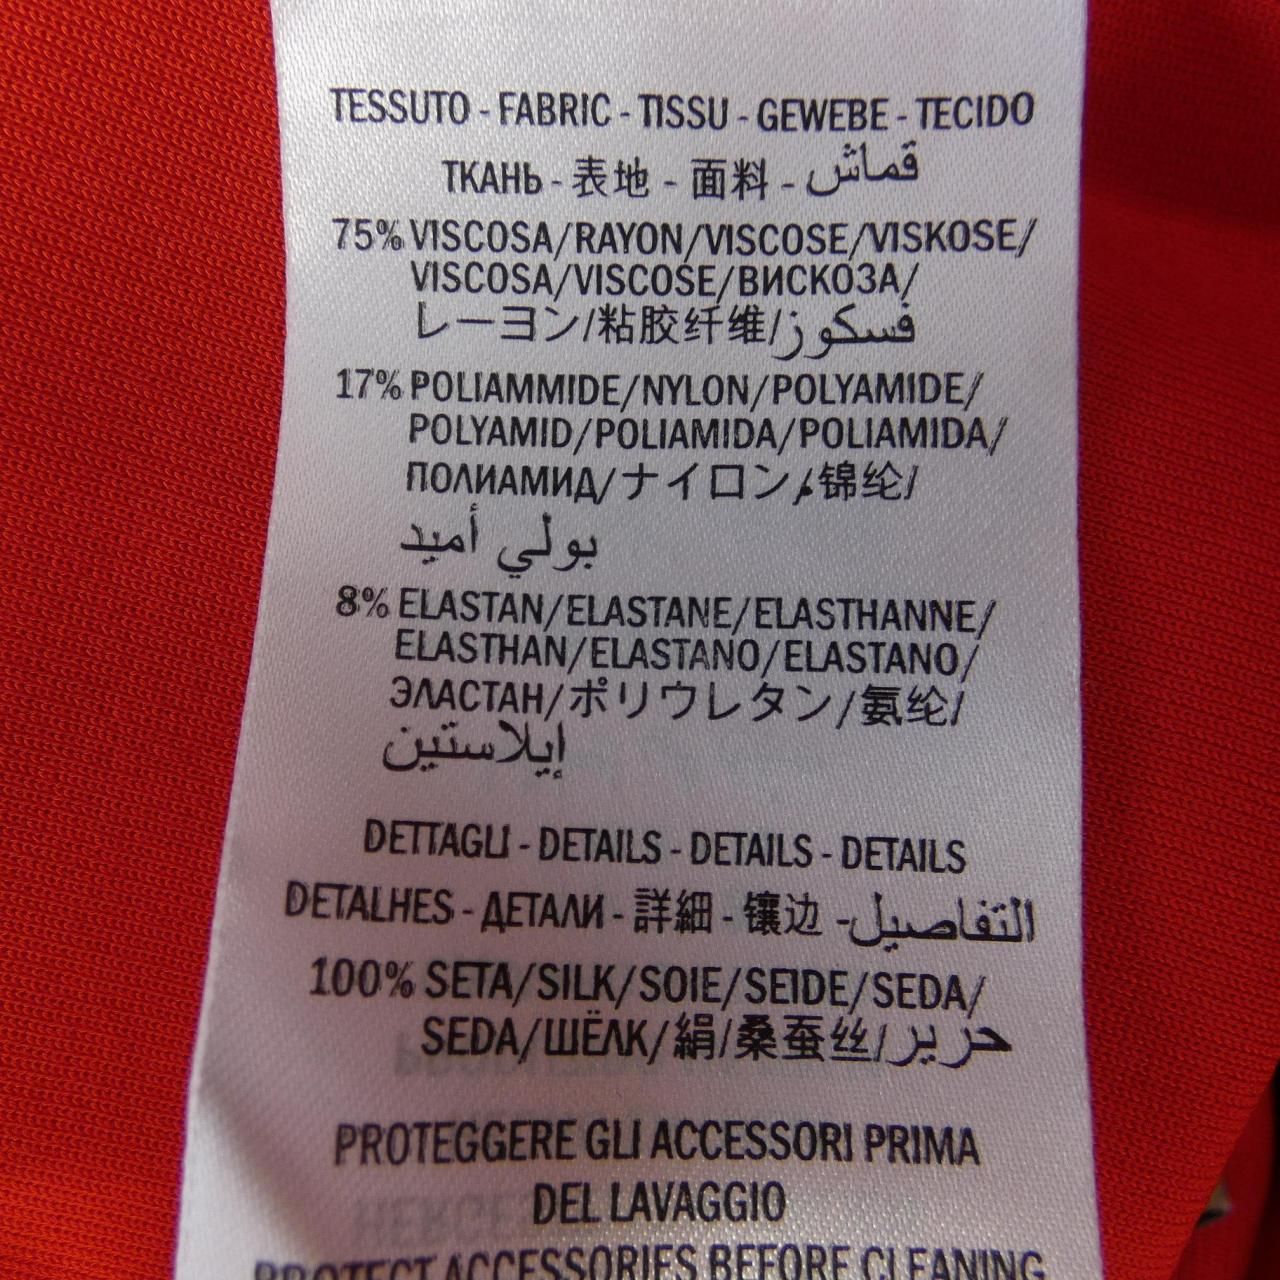 TESSUTO - FABRIC - TISSU - GEWEBE - TECIDO
ТКАНЬ - 表地 - 面料 - قماش
75% VISCOSA/RAYON/VISCOSE/VISKOSE/
VISCOSA/VISCOSE/ВИСКОЗА/
レーヨン/粘胶纤维/فسكوز
17% POLIAMMIDE/NYLON/POLYAMIDE/
POLYAMID/POLIAMIDA/POLIAMIDA/
ПОЛИАМИД/ナイロン/锦纶/
بولي أميد
8% ELASTAN/ELASTANE/ELASTHANNE/
ELASTHAN/ELASTANO/ELASTANO/
ЭЛАСТАН/ポリウレタン/氨纶/
إيلاستين
DETTAGLI - DETAILS - DETAILS - DETAILS
DETALHES - ДЕТАЛИ - 詳細 - 镶边 - التفاصيل
100% SETA/SILK/SOIE/SEIDE/SEDA/
SEDA/ШЁЛК/絹/桑蚕丝/حرير
PROTEGGERE GLI ACCESSORI PRIMA
DEL LAVAGGIO
PROTECT ACCESSORIES BEFORE CLEANING